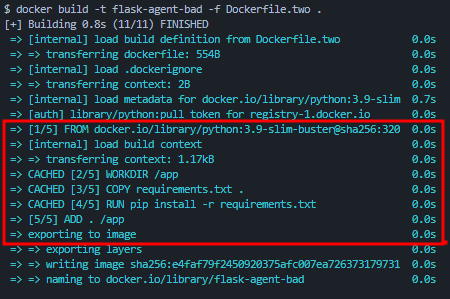 $ docker build -t flask-agent-bad -f Dockerfile.two .
[+] Building 0.8s (11/11) FINISHED
=> [internal] load build definition from Dockerfile.two 0.0s
=> => transferring dockerfile: 554B 0.0s
=> [internal] load .dockerignore 0.0s
=> => transferring context: 2B 0.0s
=> [internal] load metadata for docker.io/library/python:3.9-slim 0.7s
=> [auth] library/python:pull token for registry-1.docker.io 0.0s
=> [1/5] FROM docker.io/library/python:3.9-slim-buster@sha256:320 0.0s
=> [internal] load build context 0.0s
=> => transferring context: 1.17kB 0.0s
=> CACHED [2/5] WORKDIR /app 0.0s
=> CACHED [3/5] COPY requirements.txt . 0.0s
=> CACHED [4/5] RUN pip install -r requirements.txt 0.0s
=> [5/5] ADD . /app 0.0s
=> exporting to image 0.0s
=> => exporting layers 0.0s
=> => writing image sha256:e4faf79f2450920375afc007ea726373179731 0.0s
=> => naming to docker.io/library/flask-agent-bad 0.0s